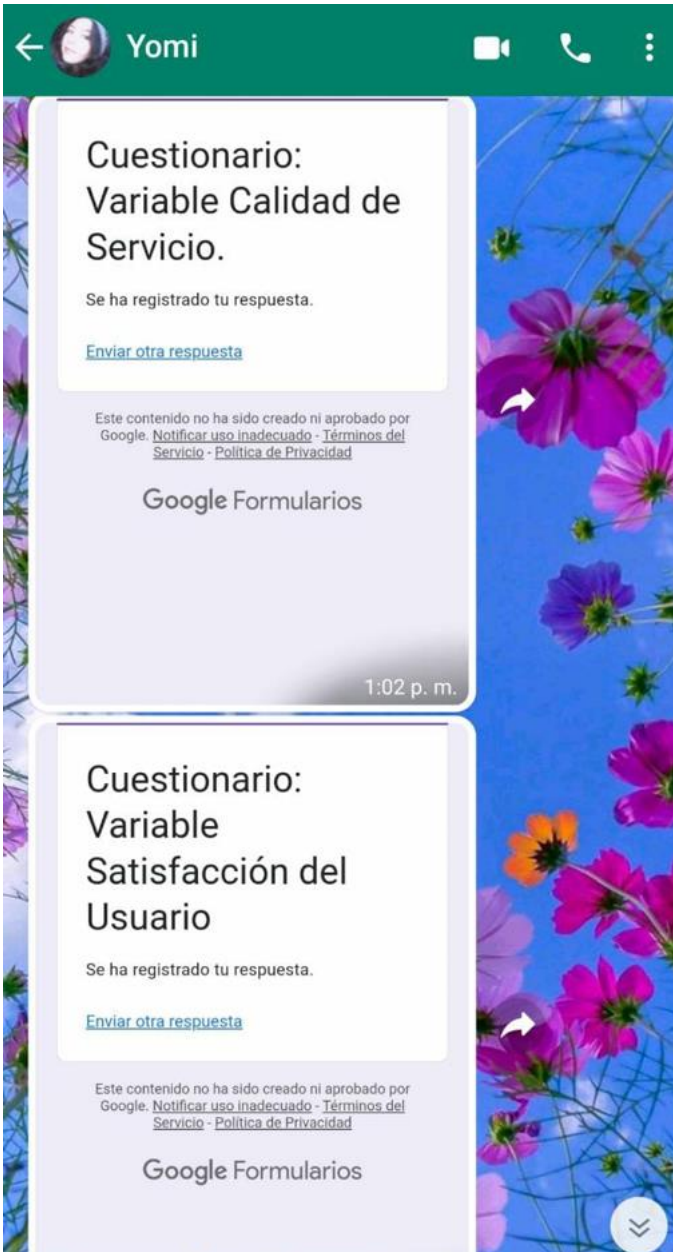 Yomi
Cuestionario:
Variable Calidad de
Servicio.
Se ha registrado tu respuesta.
Enviar otra respuesta
Este contenido no ha sido creado ni aprobado por
Google. Notificar uso inadecuado - Términos del
Servicio - Política de Privacidad
Google Formularios
1:02 p. m.
Cuestionario:
Variable
Satisfacción del
Usuario
Se ha registrado tu respuesta.
Enviar otra respuesta
Este contenido no ha sido creado ni aprobado por
Google. Notificar uso inadecuado - Términos del
Servicio - Política de Privacidad
Google Formularios